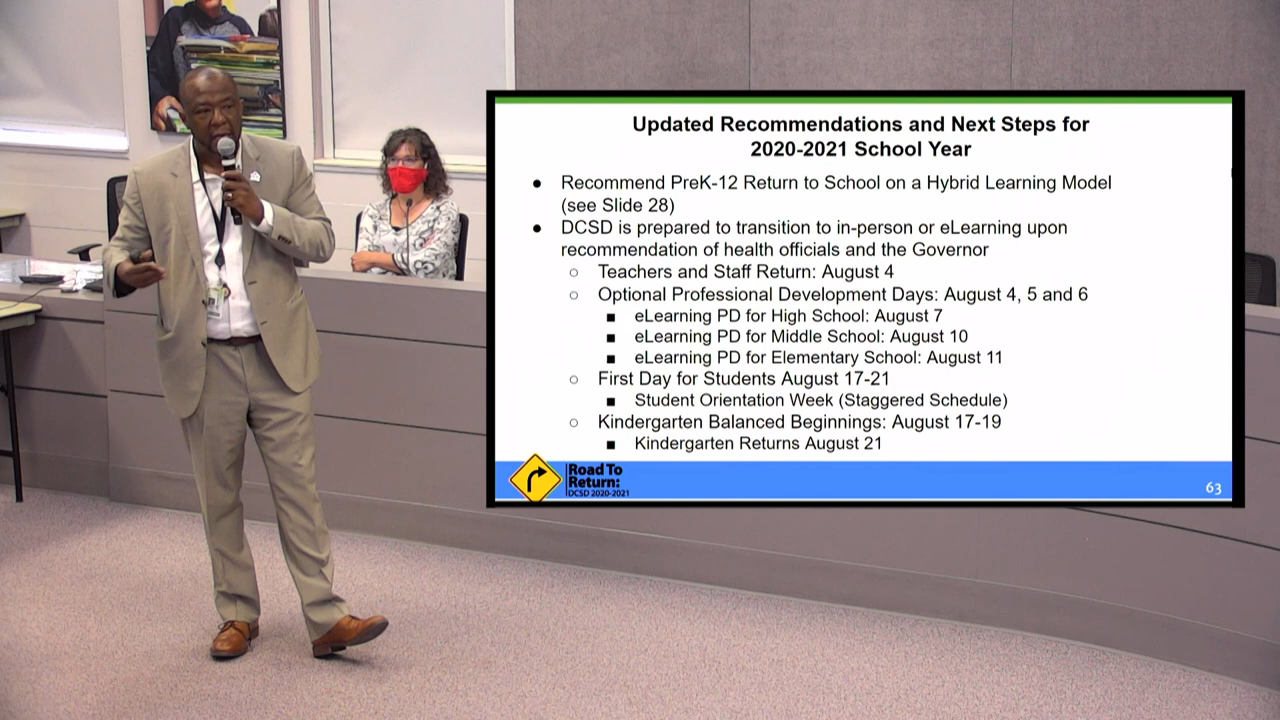 Updated Recommendations and Next Steps for
2020-2021 School Year
● Recommend PreK-12 Return to School on a Hybrid Learning Model
(see Slide 28)
● DCSD is prepared to transition to in-person or eLearning upon
recommendation of health officials and the Governor
○ Teachers and Staff Return: August 4
○ Optional Professional Development Days: August 4, 5 and 6
■ eLearning PD for High School: August 7
■ eLearning PD for Middle School: August 10
■ eLearning PD for Elementary School: August 11
○ First Day for Students August 17-21
■ Student Orientation Week (Staggered Schedule)
○ Kindergarten Balanced Beginnings: August 17-19
■ Kindergarten Returns August 21
Road To
Return:
DCSD 2020-2021
63